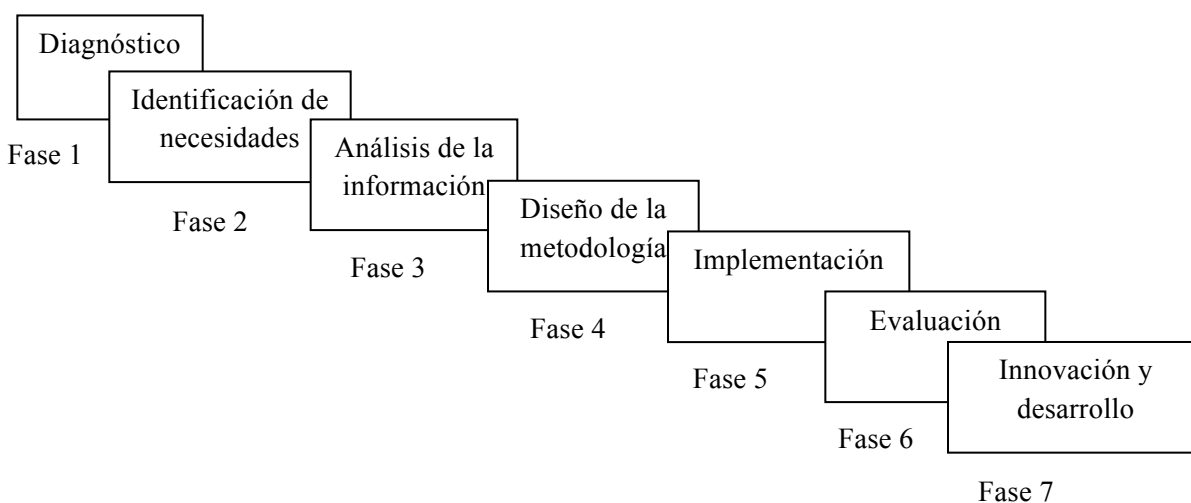 Diagnóstico
Fase 1
Identificación de
necesidades
Fase 2
Análisis de la
información
Fase 3
Diseño de la
metodología
Fase 4
Implementación
Fase 5
Evaluación
Fase 6
Innovación y
desarrollo
Fase 7